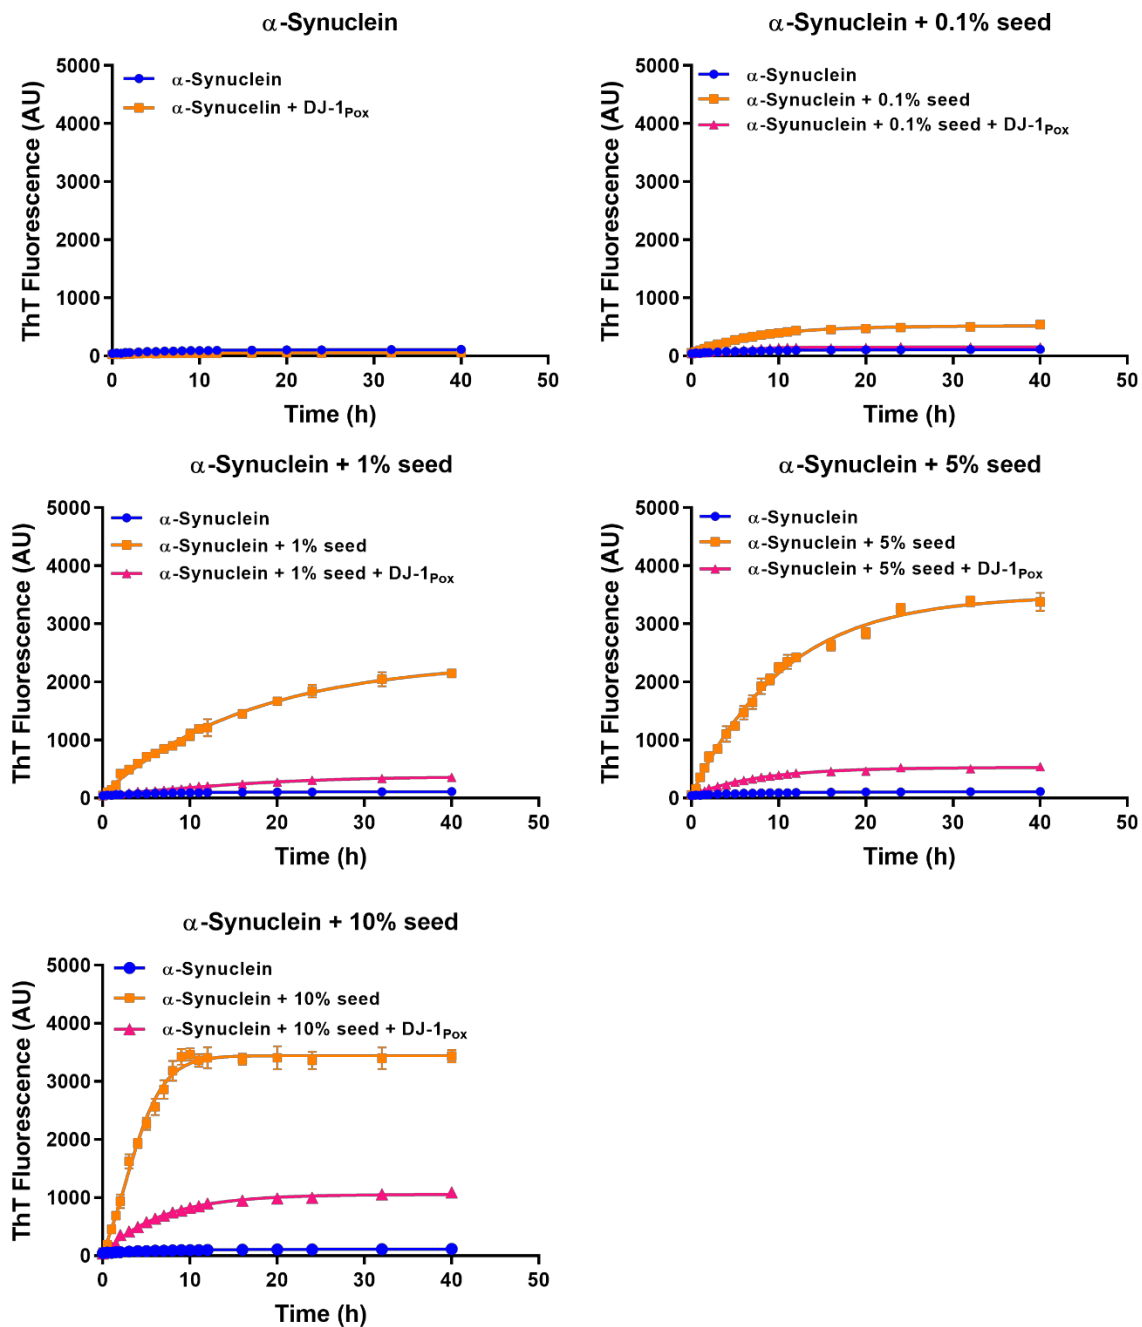 α-Synuclein
5000
4000
3000
2000
1000
0
α-Synuclein
α-Synucelin + DJ-1Pox
ThT Fluorescence (AU)
0 10 20 30 40 50
Time (h)
α-Synuclein + 0.1% seed
5000
4000
3000
2000
1000
0
α-Synuclein
α-Synuclein + 0.1% seed
α-Syunuclein + 0.1% seed + DJ-1Pox
ThT Fluorescence (AU)
0 10 20 30 40 50
Time (h)
α-Synuclein + 1% seed
5000
4000
3000
2000
1000
0
α-Synuclein
α-Synuclein + 1% seed
α-Synuclein + 1% seed + DJ-1Pox
ThT Fluorescence (AU)
0 10 20 30 40 50
Time (h)
α-Synuclein + 5% seed
5000
4000
3000
2000
1000
0
α-Synuclein
α-Synuclein + 5% seed
α-Synuclein + 5% seed + DJ-1Pox
ThT Fluorescence (AU)
0 10 20 30 40 50
Time (h)
α-Synuclein + 10% seed
5000
4000
3000
2000
1000
0
α-Synuclein
α-Synuclein + 10% seed
α-Synuclein + 10% seed + DJ-1Pox
ThT Fluorescence (AU)
0 10 20 30 40 50
Time (h)